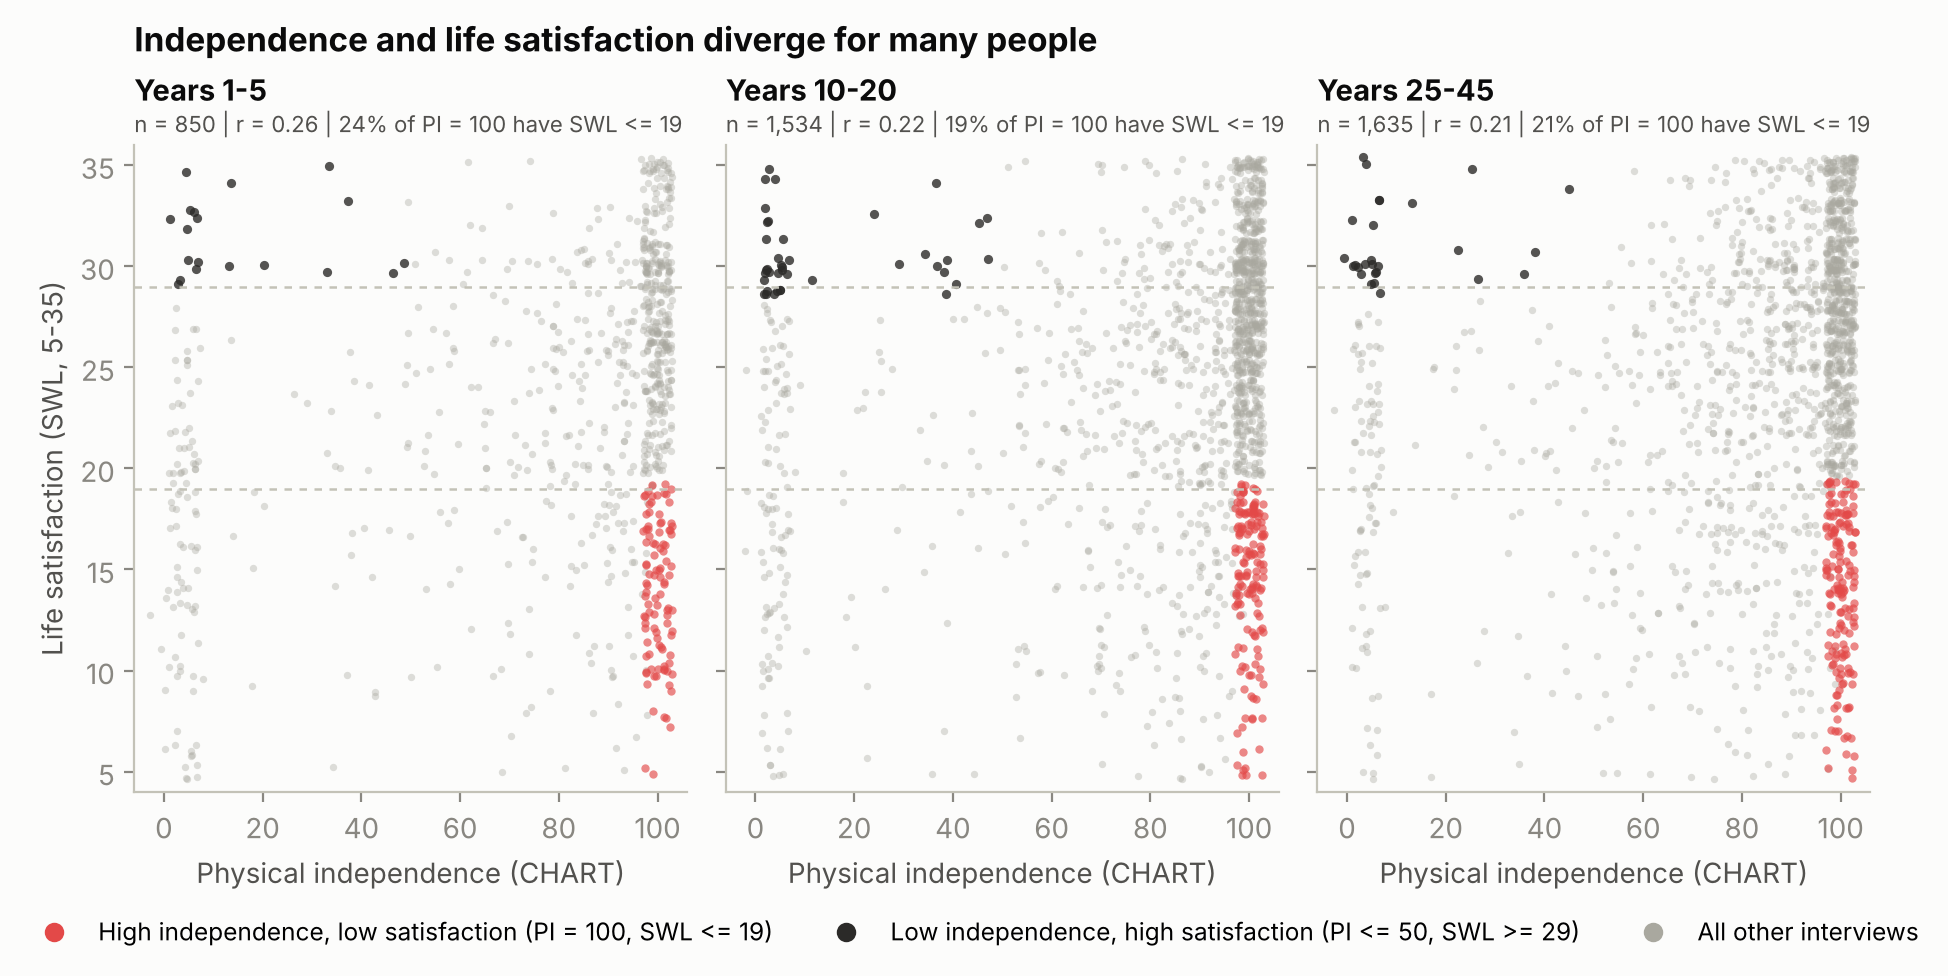 Independence and life satisfaction diverge for many people
Years 1-5
n = 850 | r = 0.26 | 24% of PI = 100 have SWL <= 19
Years 10-20
n = 1,534 | r = 0.22 | 19% of PI = 100 have SWL <= 19
Years 25-45
n = 1,635 | r = 0.21 | 21% of PI = 100 have SWL <= 19
Life satisfaction (SWL, 5-35)
35
30
25
20
15
10
5
0 20 40 60 80 100
0 20 40 60 80 100
0 20 40 60 80 100
Physical independence (CHART)
Physical independence (CHART)
Physical independence (CHART)
High independence, low satisfaction (PI = 100, SWL <= 19)
Low independence, high satisfaction (PI <= 50, SWL >= 29)
All other interviews